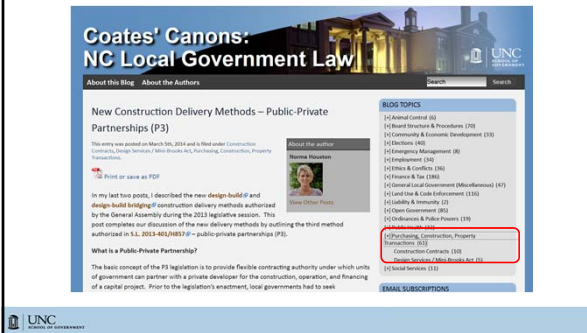 Coates' Canons:
NC Local Government Law
UNC
SCHOOL OF GOVERNMENT
About this Blog About the Authors
Search Search
New Construction Delivery Methods – Public-Private
Partnerships (P3)
This entry was posted on March 5th, 2014 and is filed under Construction
Contracts, Design Services / Mini-Brooks Act, Purchasing, Construction, Property
Transactions.
Print or save as PDF
About the author
Norma Houston
View Other Posts
In my last two posts, I described the new design-build and
design-build bridging construction delivery methods authorized
by the General Assembly during the 2013 legislative session. This
post completes our discussion of the new delivery methods by outlining the third method
authorized in S.L. 2013-401/H857 – public-private partnerships (P3).
What is a Public-Private Partnership?
The basic concept of the P3 legislation is to provide flexible contracting authority under which units
of government can partner with a private developer for the construction, operation, and financing
of a capital project. Prior to the legislation's enactment, local governments had to seek
BLOG TOPICS
[+] Animal Control (6)
[+] Board Structure & Procedures (70)
[+] Community & Economic Development (33)
[+] Elections (40)
[+] Emergency Management (8)
[+] Employment (34)
[+] Ethics & Conflicts (36)
[+] Finance & Tax (186)
[+] General Local Government (Miscellaneous) (47)
[+] Land Use & Code Enforcement (116)
[+] Liability & Immunity (2)
[+] Open Government (85)
[+] Ordinances & Police Powers (19)
[+] Purchasing, Construction, Property
Transactions (61)
Construction Contracts (10)
Design Services / Mini-Brooks Act (5)
[+] Social Services (11)
EMAIL SUBSCRIPTIONS
UNC
SCHOOL OF GOVERNMENT